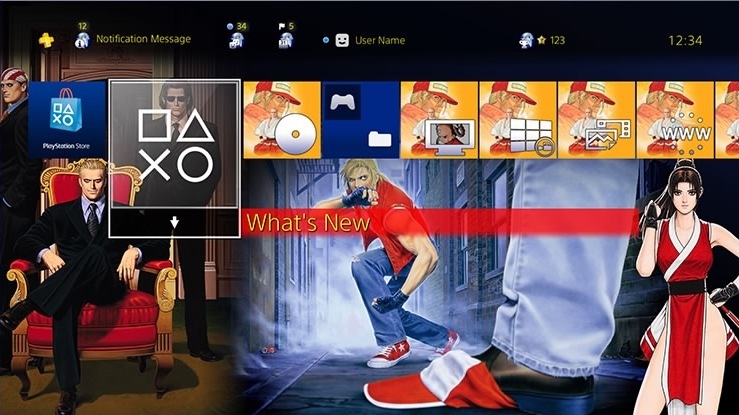 12
34
5
Notification Message
User Name
123
12:34
PlayStation Store
WWW
What's New